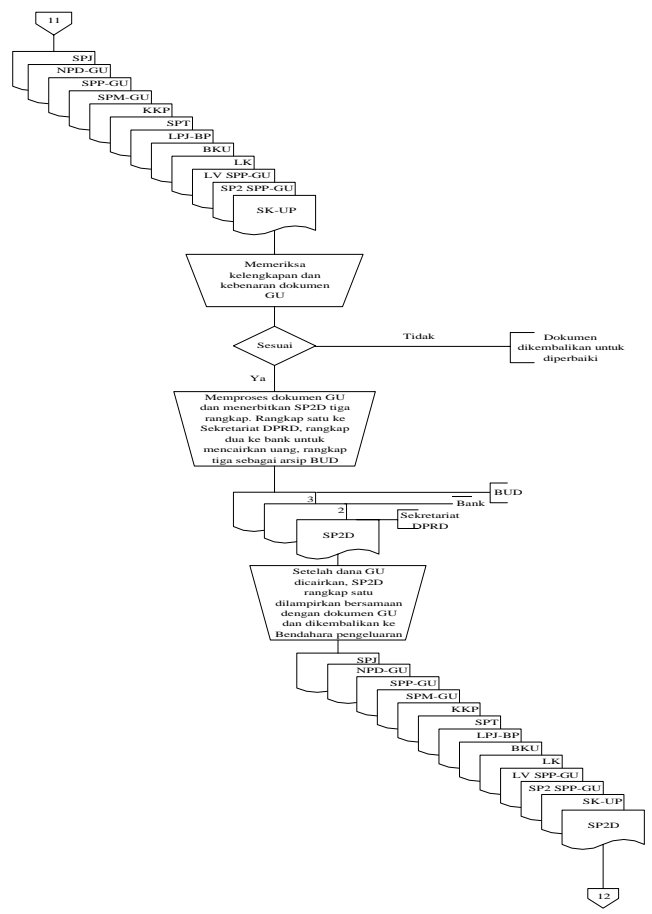 11
SPJ
NPD-GU
SPP-GU
SPM-GU
KKP
SPT
LPJ-BP
BKU
LK
LV SPP-GU
SP2 SPP-GU
SK-UP
Memeriksa
kelengkapan dan
kebenaran dokumen
GU
Sesuai
Tidak
Dokumen
dikembalikan untuk
diperbaiki
Ya
Memproses dokumen GU
dan menerbitkan SP2D tiga
rangkap. Rangkap satu ke
Sekretariat DPRD, rangkap
dua ke bank untuk
mencairkan uang, rangkap
tiga sebagai arsip BUD
3
BUD
2
Bank
Sekretariat
DPRD
SP2D
Setelah dana GU
dicairkan, SP2D
rangkap satu
dilampirkan bersamaan
dengan dokumen GU
dan dikembalikan ke
Bendahara pengeluaran
SPJ
NPD-GU
SPP-GU
SPM-GU
KKP
SPT
LPJ-BP
BKU
LK
LV SPP-GU
SP2 SPP-GU
SK-UP
SP2D
12